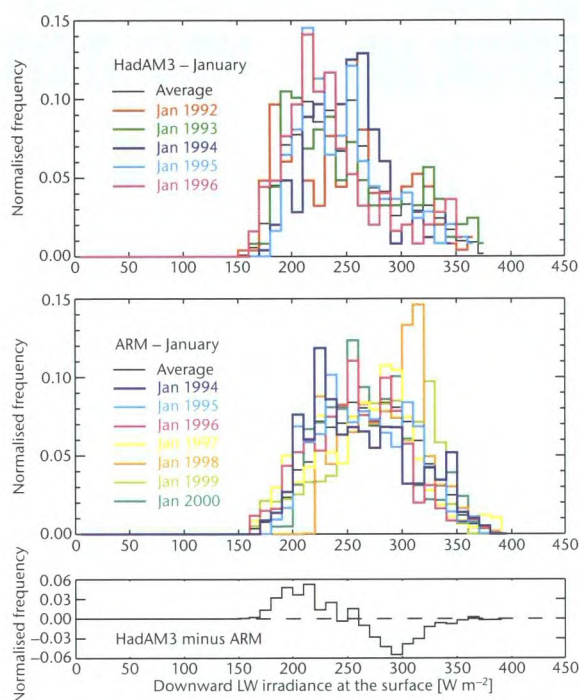 0.15
HadAM3 – January
Average
Jan 1992
Jan 1993
Jan 1994
Jan 1995
Jan 1996
0.10
0.05
0.00
Normalised frequency
0 50 100 150 200 250 300 350 400 450
0.15
ARM – January
Average
Jan 1994
Jan 1995
Jan 1996
Jan 1997
Jan 1998
Jan 1999
Jan 2000
0.10
0.05
0.00
Normalised frequency
0 50 100 150 200 250 300 350 400 450
0.06
0.03
0.00
−0.03
−0.06
Normalised frequency
HadAM3 minus ARM
0 50 100 150 200 250 300 350 400 450
Downward LW irradiance at the surface [W m⁻²]